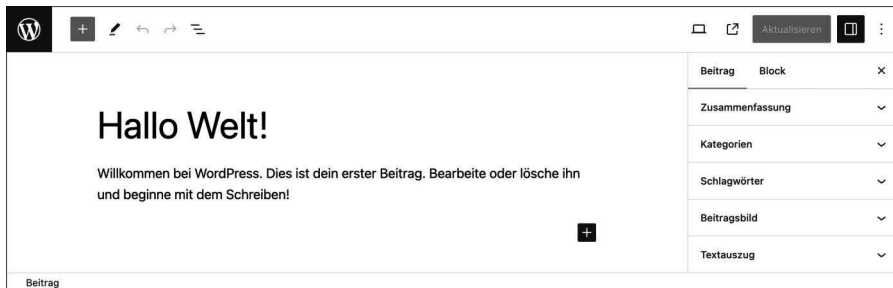 Aktualisieren
Beitrag Block
Hallo Welt!
Willkommen bei WordPress. Dies ist dein erster Beitrag. Bearbeite oder lösche ihn
und beginne mit dem Schreiben!
Zusammenfassung
Kategorien
Schlagwörter
Beitragsbild
Textauszug
Beitrag